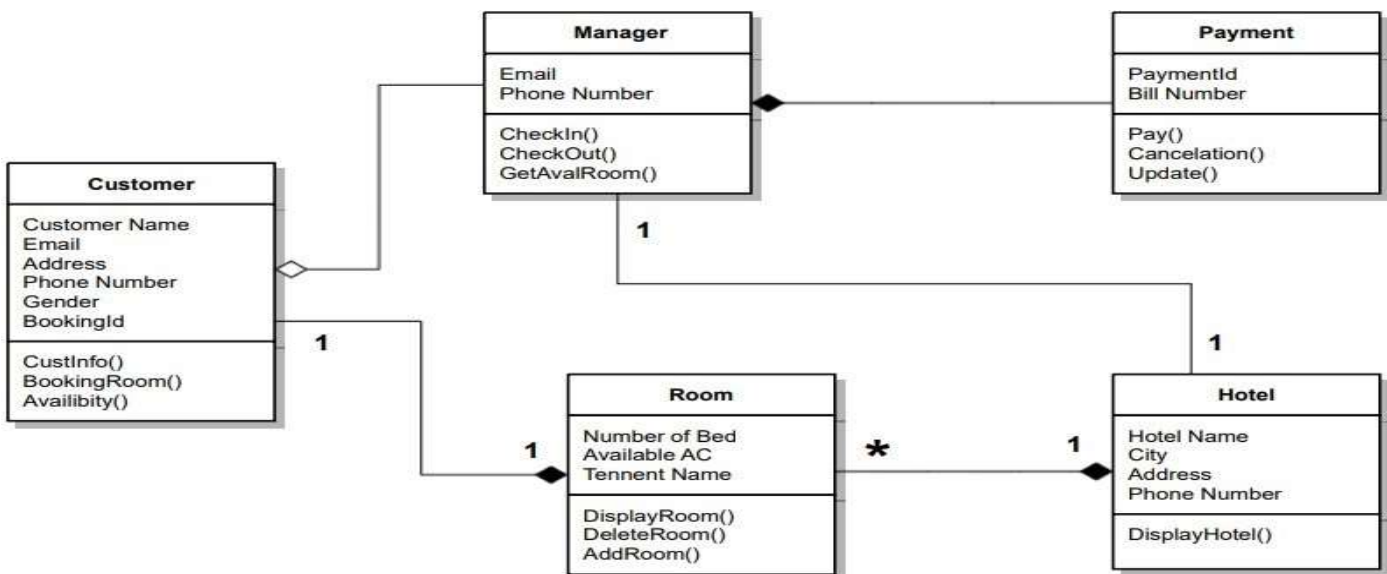 Manager
Email
Phone Number
CheckIn()
CheckOut()
GetAvalRoom()
Payment
PaymentId
Bill Number
Pay()
Cancelation()
Update()
Customer
Customer Name
Email
Address
Phone Number
Gender
BookingId
CustInfo()
BookingRoom()
Availibity()
1
1
1
1
Room
Number of Bed
Available AC
Tennent Name
DisplayRoom()
DeleteRoom()
AddRoom()
*
1
Hotel
Hotel Name
City
Address
Phone Number
DisplayHotel()